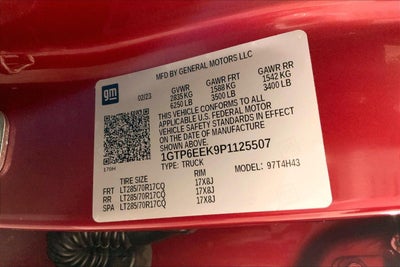 MFD BY GENERAL MOTORS LLC
gm
02/23 GVWR GAWR FRT GAWR RR
2835 KG 1588 KG 1542 KG
6250 LB 3500 LB 3400 LB
THIS VEHICLE CONFORMS TO ALL
APPLICABLE U.S. FEDERAL MOTOR
VEHICLE SAFETY STANDARDS IN EFFECT
ON THE DATE OF MANUFACTURE
SHOWN ABOVE.
1GTP6EEK9P1125507
170H TYPE: TRUCK MODEL: 97T4H43
TIRE SIZE RIM
FRT LT285/70R17CQ 17X8J
RR LT285/70R17CQ 17X8J
SPA LT285/70R17CQ 17X8J